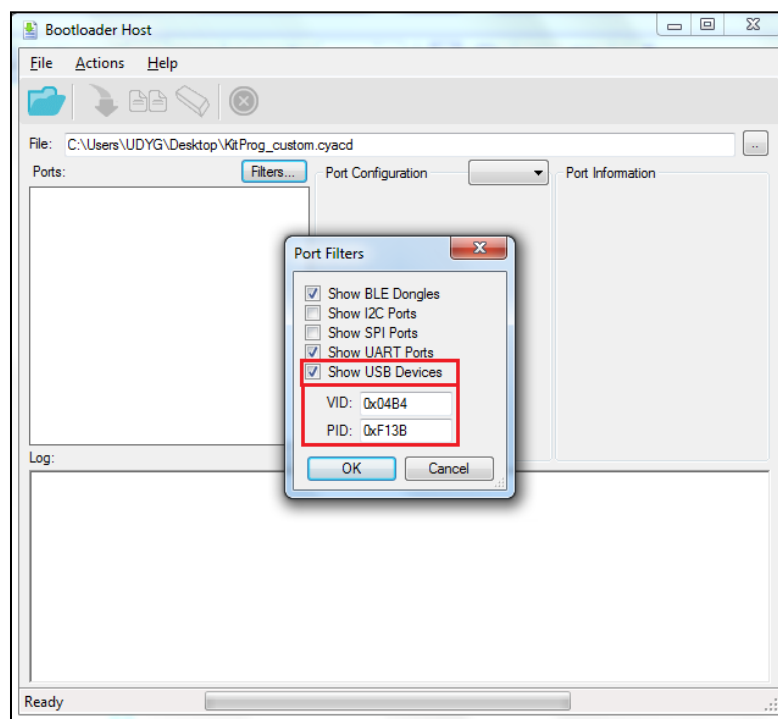 Bootloader Host
File Actions Help
File: C:\Users\UDYG\Desktop\KitProg_custom.cyacd ..
Ports: Filters... Port Configuration Port Information
Port Filters
Show BLE Dongles
Show I2C Ports
Show SPI Ports
Show UART Ports
Show USB Devices
VID: 0x04B4
PID: 0xF13B
OK Cancel
Log:
Ready